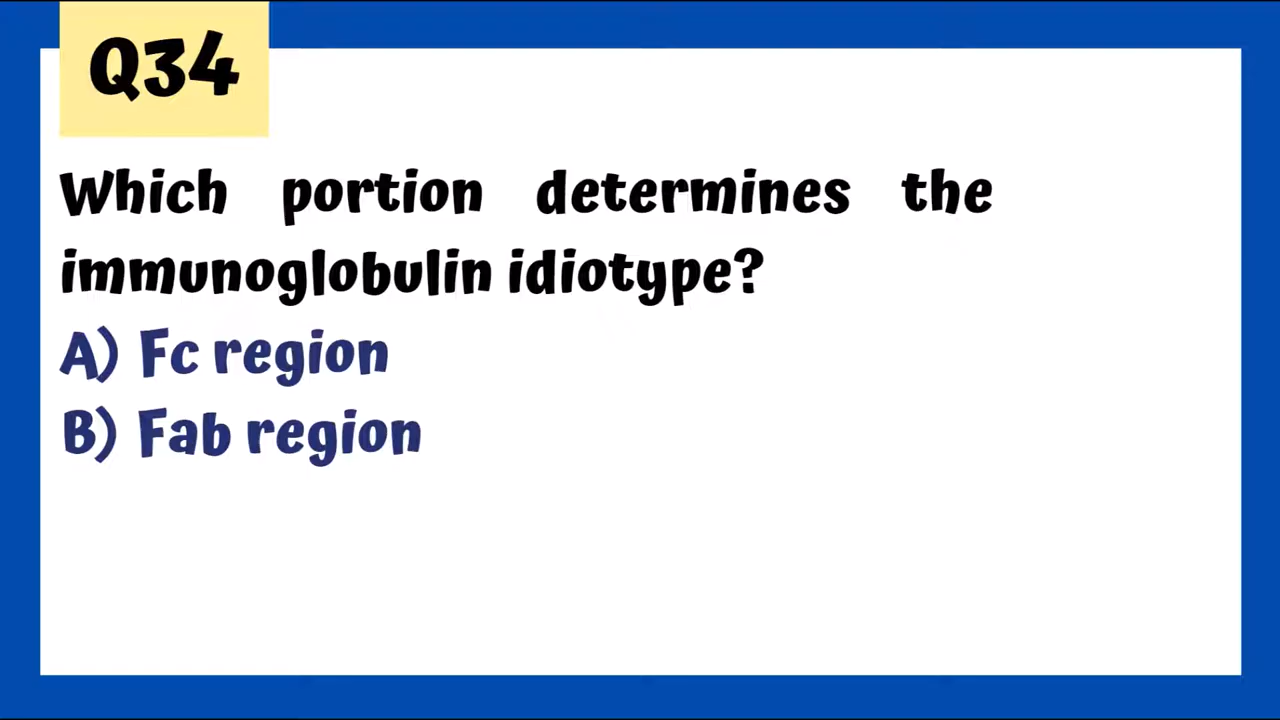 Q34
Which portion determines the
immunoglobulin idiotype?
A) Fc region
B) Fab region